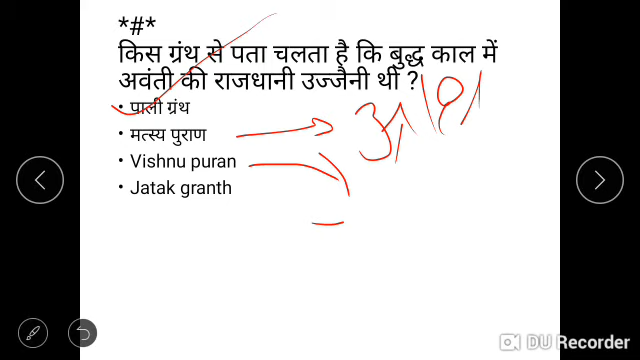 *#*
किस ग्रंथ से पता चलता है कि बुद्ध काल में
अवंती की राजधानी उज्जैनी थी ?
• पाली ग्रंथ
• मत्स्य पुराण
• Vishnu puran
• Jatak granth
DU Recorder